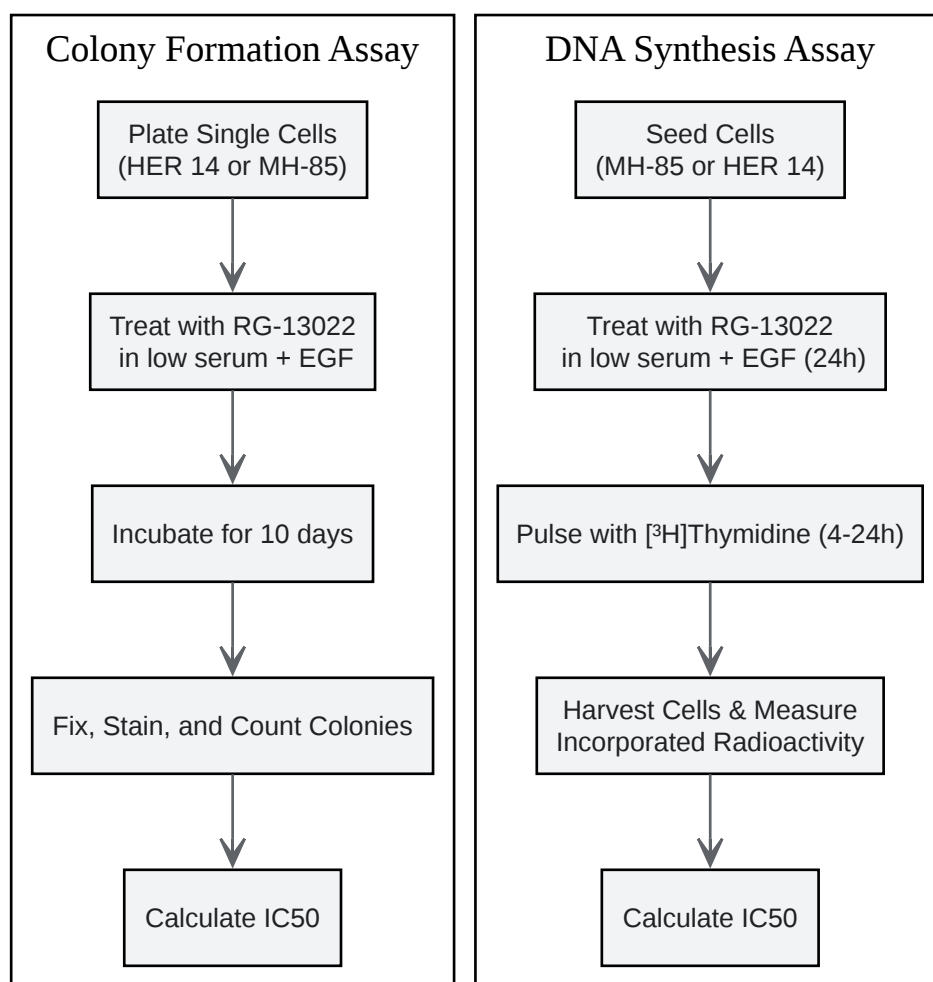 Colony Formation Assay
Plate Single Cells
(HER 14 or MH-85)
Treat with RG-13022
in low serum + EGF
Incubate for 10 days
Fix, Stain, and Count Colonies
Calculate IC50
DNA Synthesis Assay
Seed Cells
(MH-85 or HER 14)
Treat with RG-13022
in low serum + EGF (24h)
Pulse with [³H]Thymidine (4-24h)
Harvest Cells & Measure
Incorporated Radioactivity
Calculate IC50